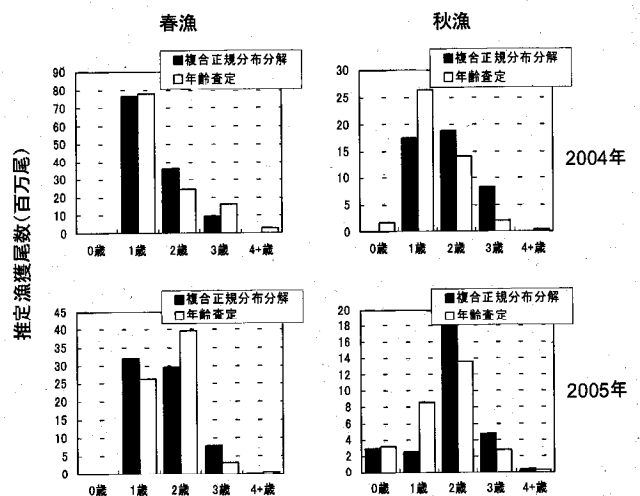 春漁
秋漁
推定漁獲尾数(百万尾)
複合正規分布分解
年齢査定
90
80
70
60
50
40
30
20
10
0
0歳 1歳 2歳 3歳 4+歳
複合正規分布分解
年齢査定
30
25
20
15
10
5
0
0歳 1歳 2歳 3歳 4+歳
2004年
複合正規分布分解
年齢査定
45
40
35
30
25
20
15
10
5
0
0歳 1歳 2歳 3歳 4+歳
複合正規分布分解
年齢査定
20
18
16
14
12
10
8
6
4
2
0
0歳 1歳 2歳 3歳 4+歳
2005年